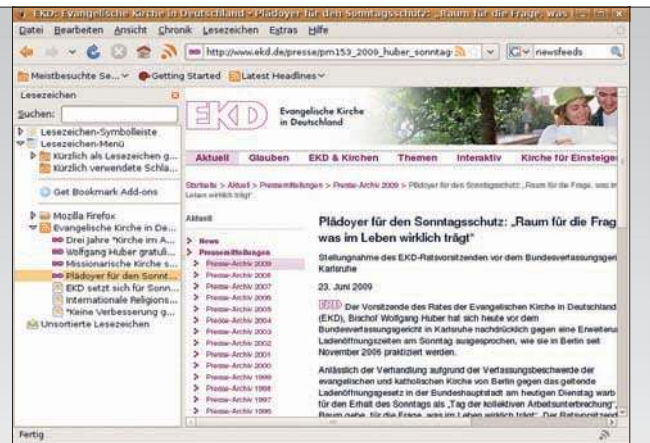 EKD: Evangelische Kirche in Deutschland - Plädoyer für den Sonntagsschutz: „Raum für die Frage, was
Datei Bearbeiten Ansicht Chronik Lesezeichen Extras Hilfe
http://www.ekd.de/presse/pm153_2009_huber_sonntag
newsfeeds
Meistbesuchte Se...
Getting Started
Latest Headlines
Lesezeichen
Suchen:
Lesezeichen-Symbolleiste
Lesezeichen-Menü
Kürzlich als Lesezeichen g...
Kürzlich verwendete Schla...
Get Bookmark Add-ons
Mozilla Firefox
Evangelische Kirche in De...
Drei Jahre "Kirche im A...
Wolfgang Huber gratuli...
Missionarische Kirche s...
Plädoyer für den Sonnt...
EKD setzt sich für Sonn...
Internationale Religions...
"Keine Verbesserung g...
Unsortierte Lesezeichen
EKD
Evangelische Kirche
in Deutschland
Aktuell Glauben EKD & Kirchen Themen Interaktiv Kirche für Einsteiger
Startseite > Aktuell > Pressemitteilungen > Presse-Archiv 2009 > Plädoyer für den Sonntagsschutz: „Raum für die Frage, was im
Leben wirklich trägt“
Aktuell
News
Pressemitteilungen
Presse-Archiv 2009
Presse-Archiv 2008
Presse-Archiv 2007
Presse-Archiv 2006
Presse-Archiv 2005
Presse-Archiv 2004
Presse-Archiv 2003
Presse-Archiv 2002
Presse-Archiv 2001
Presse-Archiv 2000
Presse-Archiv 1999
Presse-Archiv 1998
Presse-Archiv 1997
Presse-Archiv 1996
Plädoyer für den Sonntagsschutz: „Raum für die Frag
was im Leben wirklich trägt“
Stellungnahme des EKD-Ratsvorsitzenden vor dem Bundesverfassungsgeri
Karlsruhe
23. Juni 2009
EKD Der Vorsitzende des Rates der Evangelischen Kirche in Deutschland
(EKD), Bischof Wolfgang Huber hat sich heute vor dem
Bundesverfassungsgericht in Karlsruhe nachdrücklich gegen eine Erweiteru
Ladenöffnungszeiten am Sonntag ausgesprochen, wie sie in Berlin seit
November 2006 praktiziert werden.
Anlässlich der Verhandlung aufgrund der Verfassungsbeschwerde der
evangelischen und katholischen Kirche von Berlin gegen das geltende
Ladenöffnungsgesetz in der Bundeshauptstadt am heutigen Dienstag warb
für den Erhalt des Sonntags als „Tag der kollektiven Arbeitsunterbrechung“,
Raum gebe „für die Frage, was im Leben wirklich trägt“. Der Ratsvorsitzend
Fertig